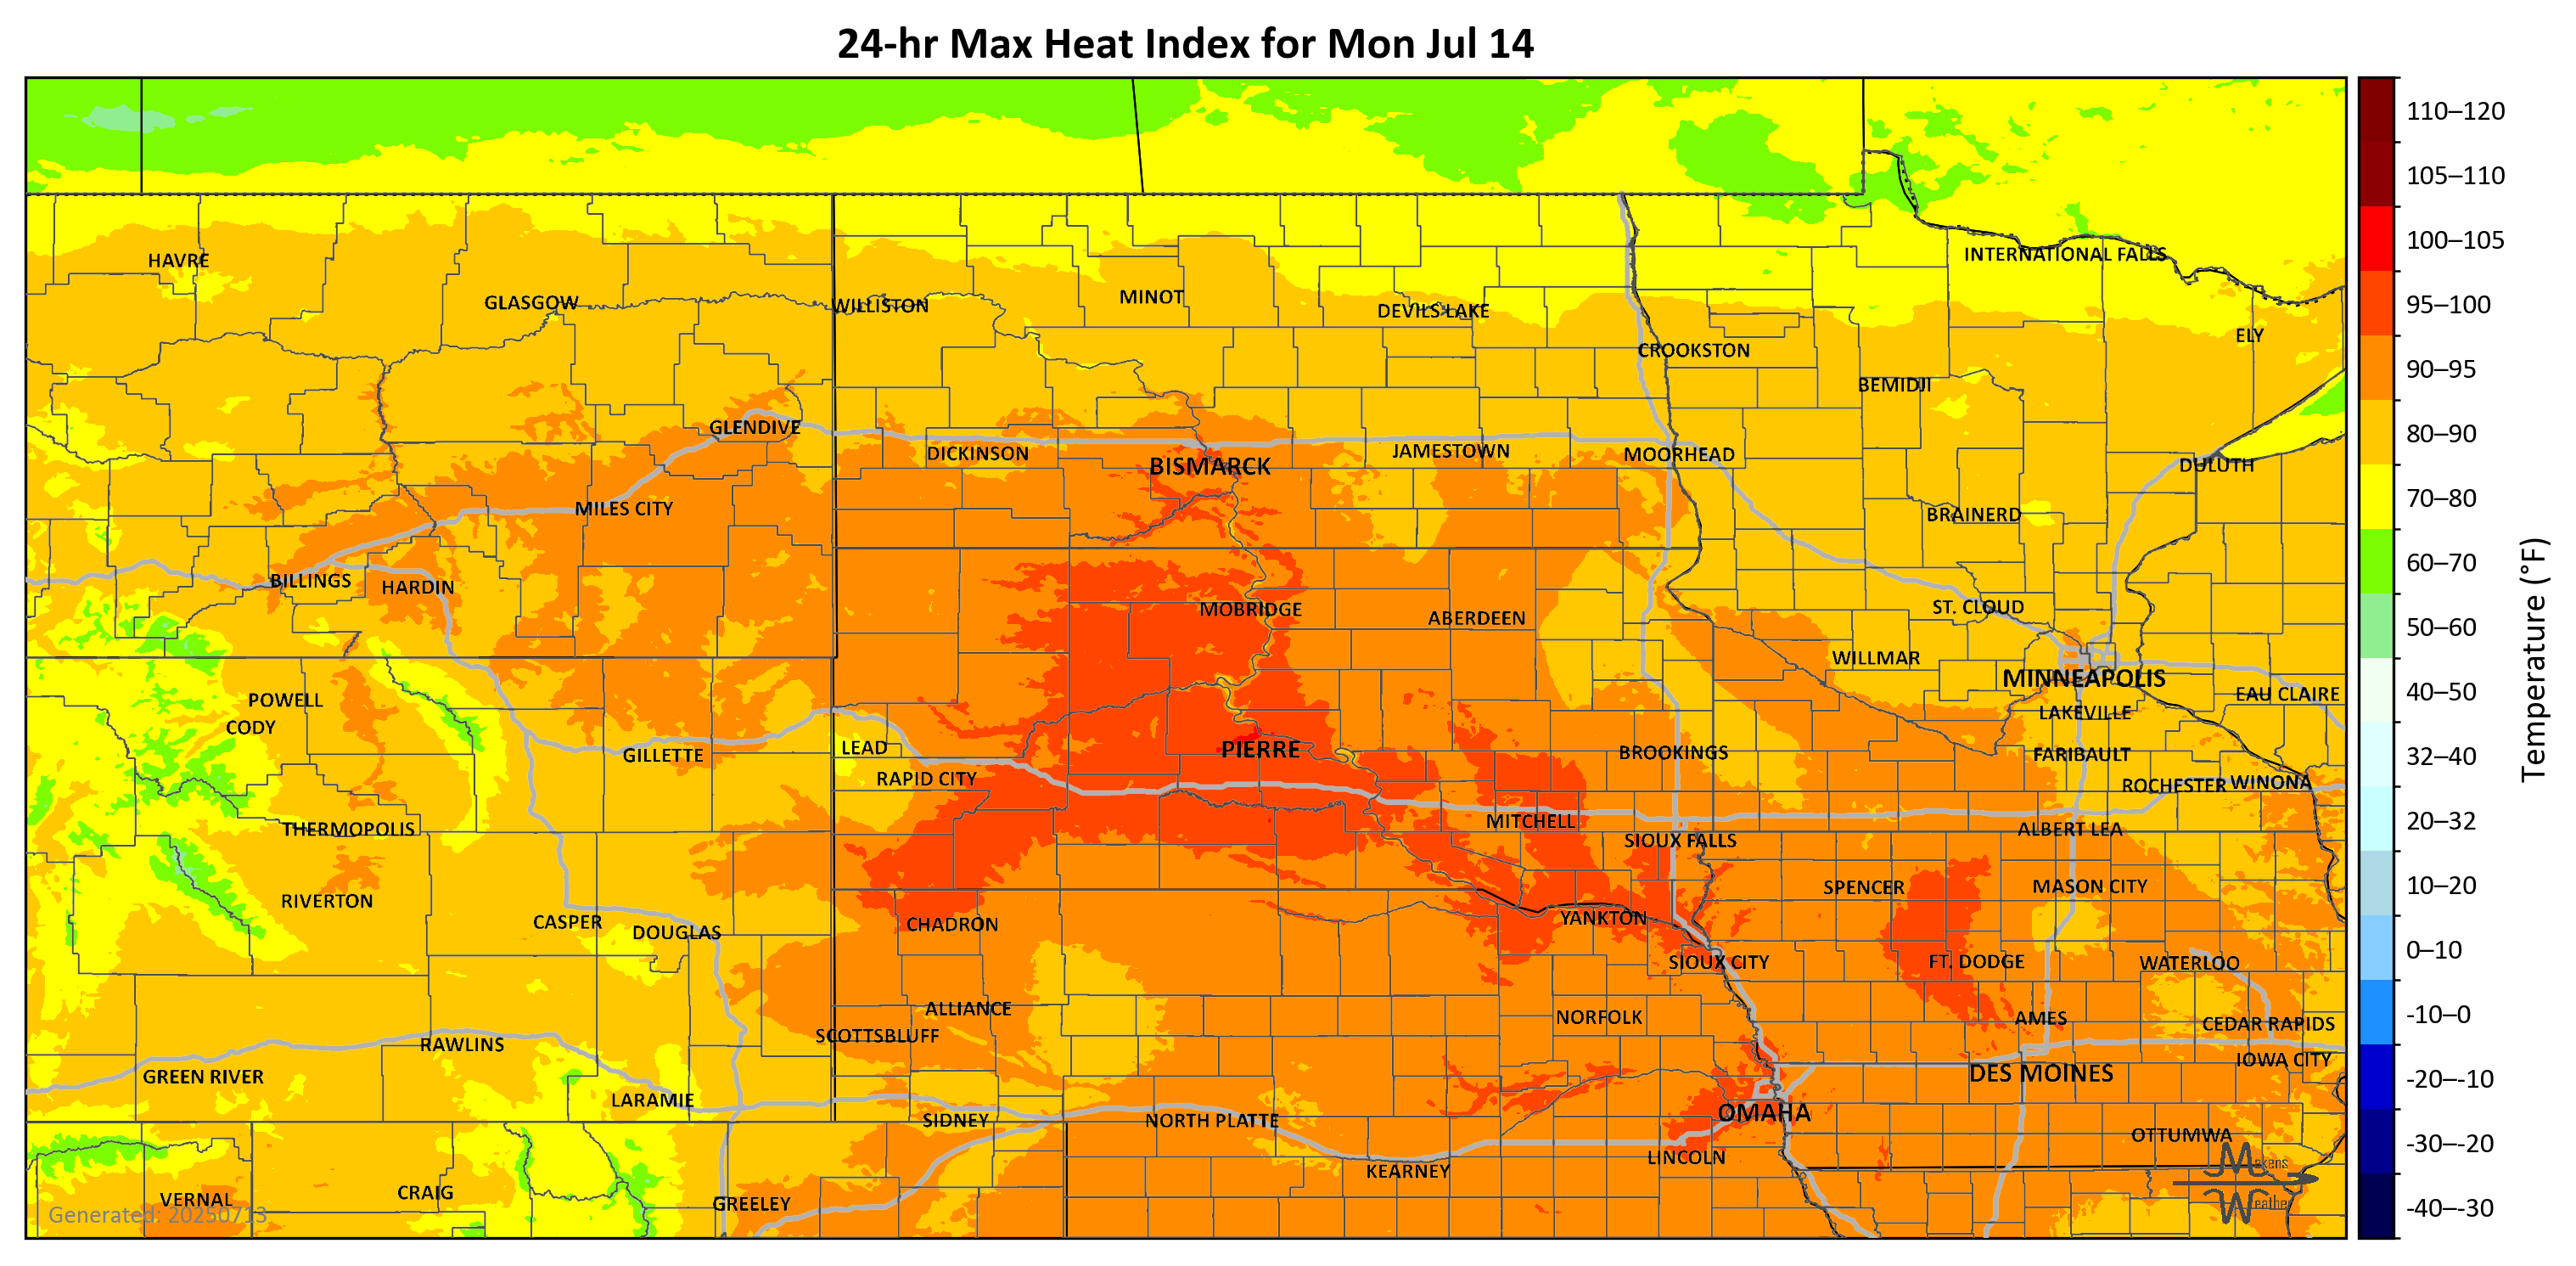 24-hr Max Heat Index for Mon Jul 14
110–120
105–110
100–105
95–100
90–95
80–90
70–80
60–70
50–60
40–50
32–40
20–32
10–20
0–10
-10–0
-20–-10
-30–-20
-40–-30
Temperature (°F)
HAVRE
INTERNATIONAL FALLS
GLASGOW
WILLISTON
MINOT
DEVILS LAKE
ELY
CROOKSTON
BEMIDJI
GLENDIVE
DICKINSON
BISMARCK
JAMESTOWN
MOORHEAD
DULUTH
MILES CITY
BRAINERD
BILLINGS
HARDIN
MOBRIDGE
ABERDEEN
ST. CLOUD
WILLMAR
MINNEAPOLIS
POWELL
EAU CLAIRE
CODY
LAKEVILLE
GILLETTE
LEAD
PIERRE
BROOKINGS
FARIBAULT
RAPID CITY
ROCHESTER
WINONA
THERMOPOLIS
MITCHELL
SIOUX FALLS
ALBERT LEA
RIVERTON
SPENCER
MASON CITY
CASPER
DOUGLAS
CHADRON
YANKTON
SIOUX CITY
FT. DODGE
WATERLOO
ALLIANCE
NORFOLK
AMES
CEDAR RAPIDS
SCOTTSBLUFF
RAWLINS
IOWA CITY
GREEN RIVER
DES MOINES
LARAMIE
SIDNEY
NORTH PLATTE
OMAHA
OTTUMWA
KEARNEY
LINCOLN
VERNAL
CRAIG
GREELEY
Generated: 20250713
Makens
Weather